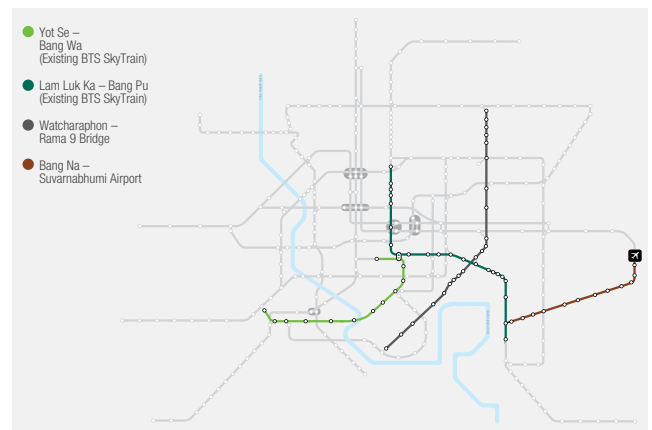 Yot Se –
Bang Wa
(Existing BTS SkyTrain)
Lam Luk Ka – Bang Pu
(Existing BTS SkyTrain)
Watcharaphon –
Rama 9 Bridge
Bang Na –
Suvarnabhumi Airport